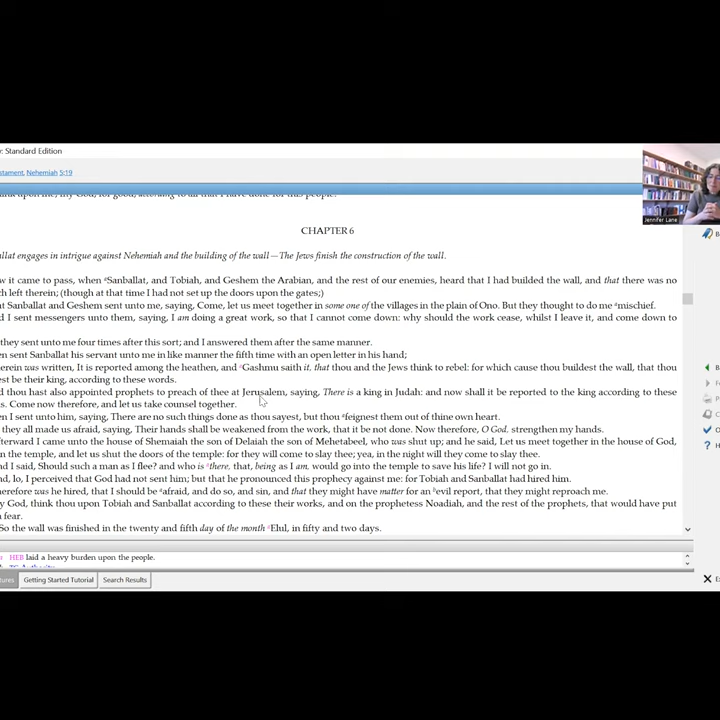 y: Standard Edition
stament, Nehemiah 5:19
ink upon me, my God, for good, according to all that I have done for this people.
CHAPTER 6
allat engages in intrigue against Nehemiah and the building of the wall—The Jews finish the construction of the wall.
w it came to pass, when Sanballat, and Tobiah, and Geshem the Arabian, and the rest of our enemies, heard that I had builded the wall, and that there was no
h left therein; (though at that time I had not set up the doors upon the gates;)
at Sanballat and Geshem sent unto me, saying, Come, let us meet together in some one of the villages in the plain of Ono. But they thought to do me mischief.
d I sent messengers unto them, saying, I am doing a great work, so that I cannot come down: why should the work cease, whilst I leave it, and come down to
they sent unto me four times after this sort; and I answered them after the same manner.
en sent Sanballat his servant unto me in like manner the fifth time with an open letter in his hand;
erein was written, It is reported among the heathen, and Gashmu saith it, that thou and the Jews think to rebel: for which cause thou buildest the wall, that thou
est be their king, according to these words.
d thou hast also appointed prophets to preach of thee at Jerusalem, saying, There is a king in Judah: and now shall it be reported to the king according to these
s. Come now therefore, and let us take counsel together.
en I sent unto him, saying, There are no such things done as thou sayest, but thou feignest them out of thine own heart.
they all made us afraid, saying, Their hands shall be weakened from the work, that it be not done. Now therefore, O God, strengthen my hands.
fterward I came unto the house of Shemaiah the son of Delaiah the son of Mehetabeel, who was shut up; and he said, Let us meet together in the house of God,
n the temple, and let us shut the doors of the temple: for they will come to slay thee; yea, in the night will they come to slay thee.
nd I said, Should such a man as I flee? and who is there, that, being as I am, would go into the temple to save his life? I will not go in.
nd, lo, I perceived that God had not sent him; but that he pronounced this prophecy against me: for Tobiah and Sanballat had hired him.
herefore was he hired, that I should be afraid, and do so, and sin, and that they might have matter for an evil report, that they might reproach me.
y God, think thou upon Tobiah and Sanballat according to these their works, and on the prophetess Noadiah, and the rest of the prophets, that would have put
n fear.
So the wall was finished in the twenty and fifth day of the month Elul, in fifty and two days.
HEB laid a heavy burden upon the people.
tures
Getting Started Tutorial
Search Results
Jennifer Lane